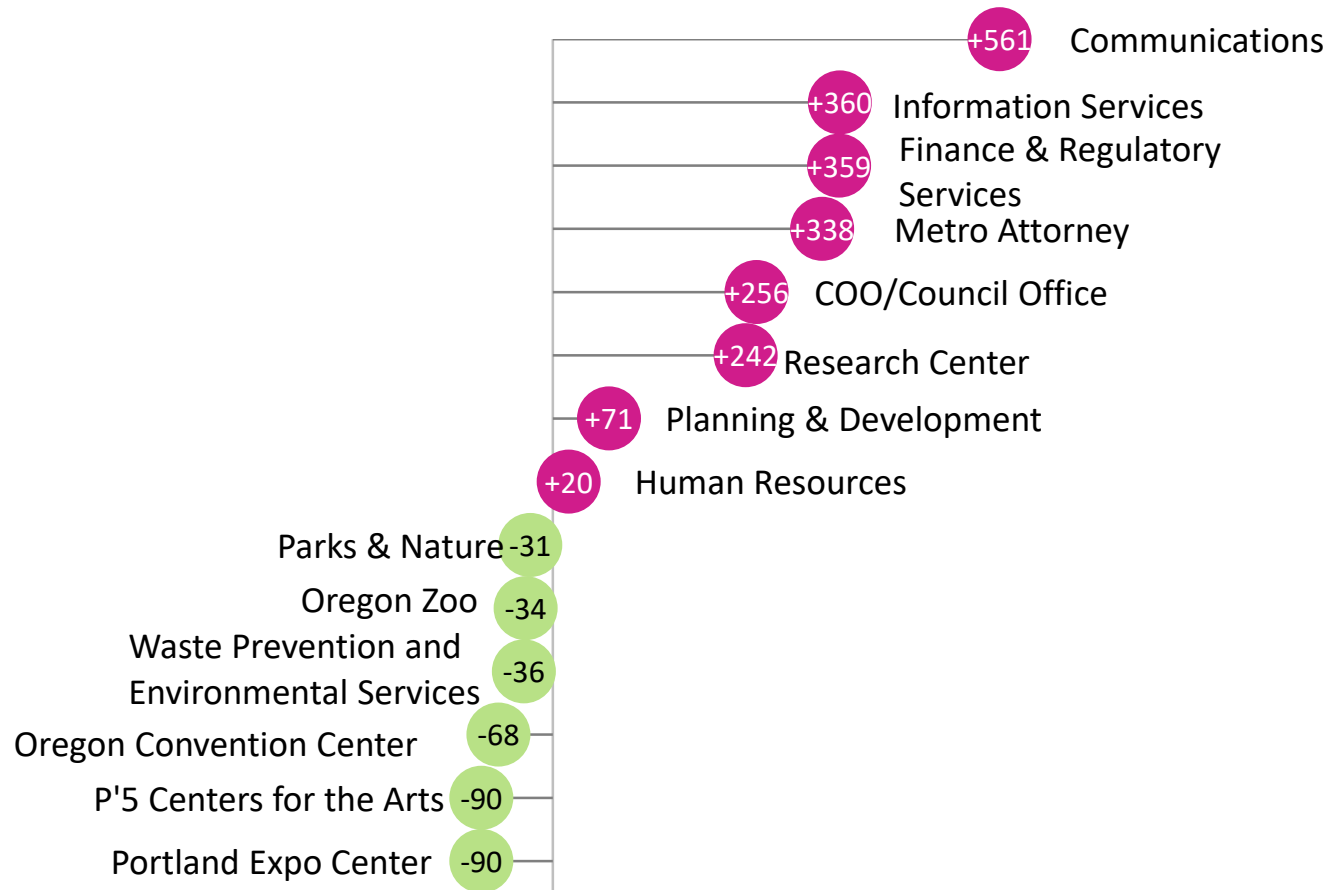 +561 Communications
+360 Information Services
+359 Finance & Regulatory
Services
+338 Metro Attorney
+256 COO/Council Office
+242 Research Center
+71 Planning & Development
+20 Human Resources
Parks & Nature -31
Oregon Zoo -34
Waste Prevention and
Environmental Services -36
Oregon Convention Center -68
P'5 Centers for the Arts -90
Portland Expo Center -90